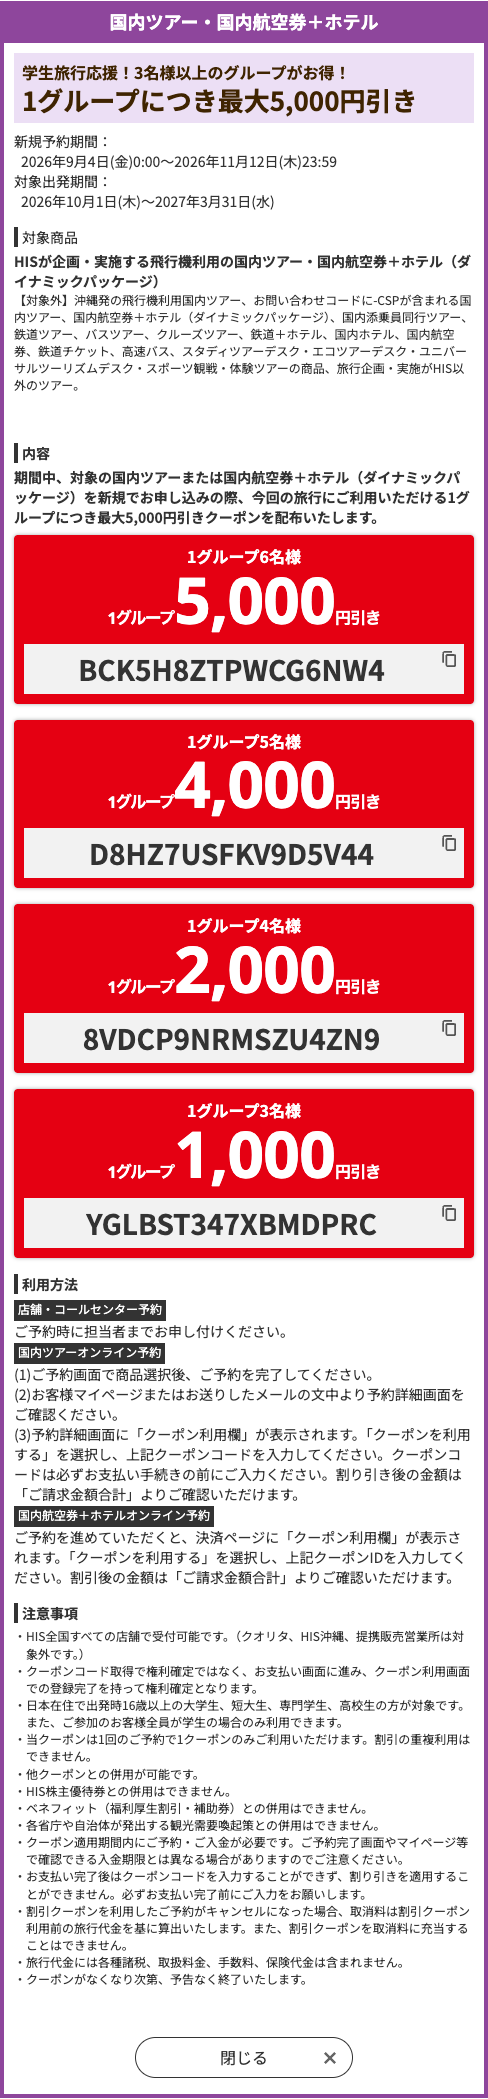 国内ツアー・国内航空券＋ホテル
学生旅行応援！3名様以上のグループがお得！
1グループにつき最大5,000円引き
新規予約期間：
2026年9月4日(金)0:00～2026年11月12日(木)23:59
対象出発期間：
2026年10月1日(木)～2027年3月31日(水)
対象商品
HISが企画・実施する飛行機利用の国内ツアー・国内航空券＋ホテル（ダ
イナミックパッケージ）
【対象外】沖縄発の飛行機利用国内ツアー、お問い合わせコードに-CSPが含まれる国
内ツアー、国内航空券＋ホテル（ダイナミックパッケージ）、国内添乗員同行ツアー、
鉄道ツアー、バスツアー、クルーズツアー、鉄道＋ホテル、国内ホテル、国内航空
券、鉄道チケット、高速バス、スタディツアーデスク・エコツアーデスク・ユニバー
サルツーリズムデスク・スポーツ観戦・体験ツアーの商品、旅行企画・実施がHIS以
外のツアー。
内容
期間中、対象の国内ツアーまたは国内航空券＋ホテル（ダイナミックパ
ッケージ）を新規でお申し込みの際、今回の旅行にご利用いただける1グ
ループにつき最大5,000円引きクーポンを配布いたします。
1グループ6名様
1グループ5,000円引き
BCK5H8ZTPWCG6NW4
1グループ5名様
1グループ4,000円引き
D8HZ7USFKV9D5V44
1グループ4名様
1グループ2,000円引き
8VDCP9NRMSZU4ZN9
1グループ3名様
1グループ1,000円引き
YGLBST347XBMDPRC
利用方法
店舗・コールセンター予約
ご予約時に担当者までお申し付けください。
国内ツアーオンライン予約
(1)ご予約画面で商品選択後、ご予約を完了してください。
(2)お客様マイページまたはお送りしたメールの文中より予約詳細画面を
ご確認ください。
(3)予約詳細画面に「クーポン利用欄」が表示されます。「クーポンを利用
する」を選択し、上記クーポンコードを入力してください。クーポンコ
ードは必ずお支払い手続きの前にご入力ください。割り引き後の金額は
「ご請求金額合計」よりご確認いただけます。
国内航空券＋ホテルオンライン予約
ご予約を進めていただくと、決済ページに「クーポン利用欄」が表示さ
れます。「クーポンを利用する」を選択し、上記クーポンIDを入力してく
ださい。割引後の金額は「ご請求金額合計」よりご確認いただけます。
注意事項
・HIS全国すべての店舗で受付可能です。（クオリタ、HIS沖縄、提携販売営業所は対
象外です。）
・クーポンコード取得で権利確定ではなく、お支払い画面に進み、クーポン利用画面
での登録完了を持って権利確定となります。
・日本在住で出発時16歳以上の大学生、短大生、専門学生、高校生の方が対象です。
また、ご参加のお客様全員が学生の場合のみ利用できます。
・当クーポンは1回のご予約で1クーポンのみご利用いただけます。割引の重複利用は
できません。
・他クーポンとの併用が可能です。
・HIS株主優待券との併用はできません。
・ベネフィット（福利厚生割引・補助券）との併用はできません。
・各省庁や自治体が発出する観光需要喚起策との併用はできません。
・クーポン適用期間内にご予約・ご入金が必要です。ご予約完了画面やマイページ等
で確認できる入金期限とは異なる場合がありますのでご注意ください。
・お支払い完了後はクーポンコードを入力することができず、割り引きを適用するこ
とができません。必ずお支払い完了前にご入力をお願いします。
・割引クーポンを利用したご予約がキャンセルになった場合、取消料は割引クーポン
利用前の旅行代金を基に算出いたします。また、割引クーポンを取消料に充当する
ことはできません。
・旅行代金には各種諸税、取扱料金、手数料、保険代金は含まれません。
・クーポンがなくなり次第、予告なく終了いたします。
閉じる